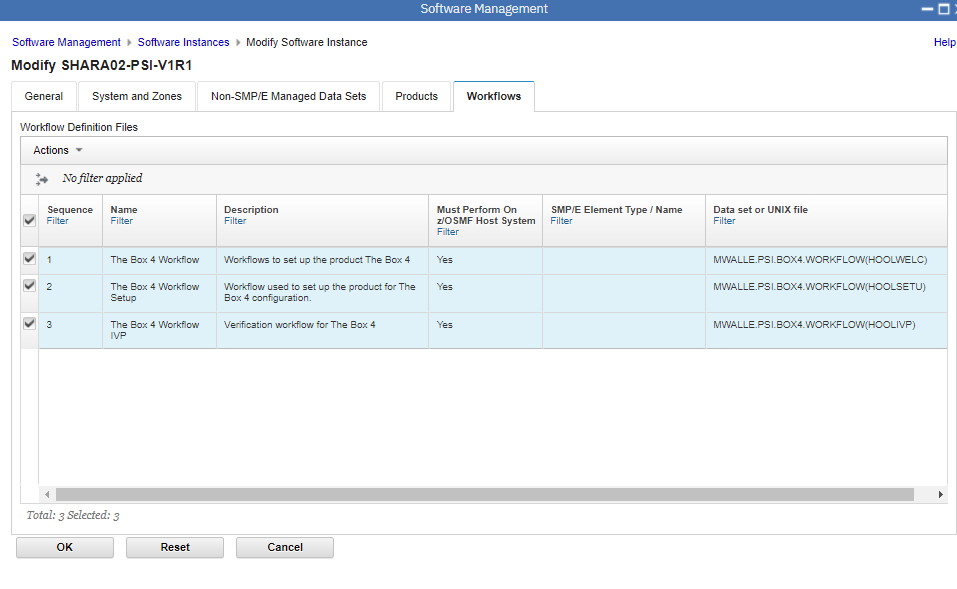 Software Management
Software Management Software Instances Modify Software Instance Help
Modify SHARA02-PSI-V1R1
General System and Zones Non-SMP/E Managed Data Sets Products Workflows
Workflow Definition Files
Actions
No filter applied
Sequence Name Description Must Perform On SMP/E Element Type / Name Data set or UNIX file
Filter Filter Filter z/OSMF Host System Filter Filter
Filter
1 The Box 4 Workflow Workflows to set up the product The Box 4 Yes MWALLE.PSI.BOX4.WORKFLOW(HOOLWELC)
2 The Box 4 Workflow Workflow used to set up the product for The Yes MWALLE.PSI.BOX4.WORKFLOW(HOOLSETU)
Setup Box 4 configuration.
3 The Box 4 Workflow Verification workflow for The Box 4 Yes MWALLE.PSI.BOX4.WORKFLOW(HOOLIVP)
IVP
Total: 3 Selected: 3
OK Reset Cancel